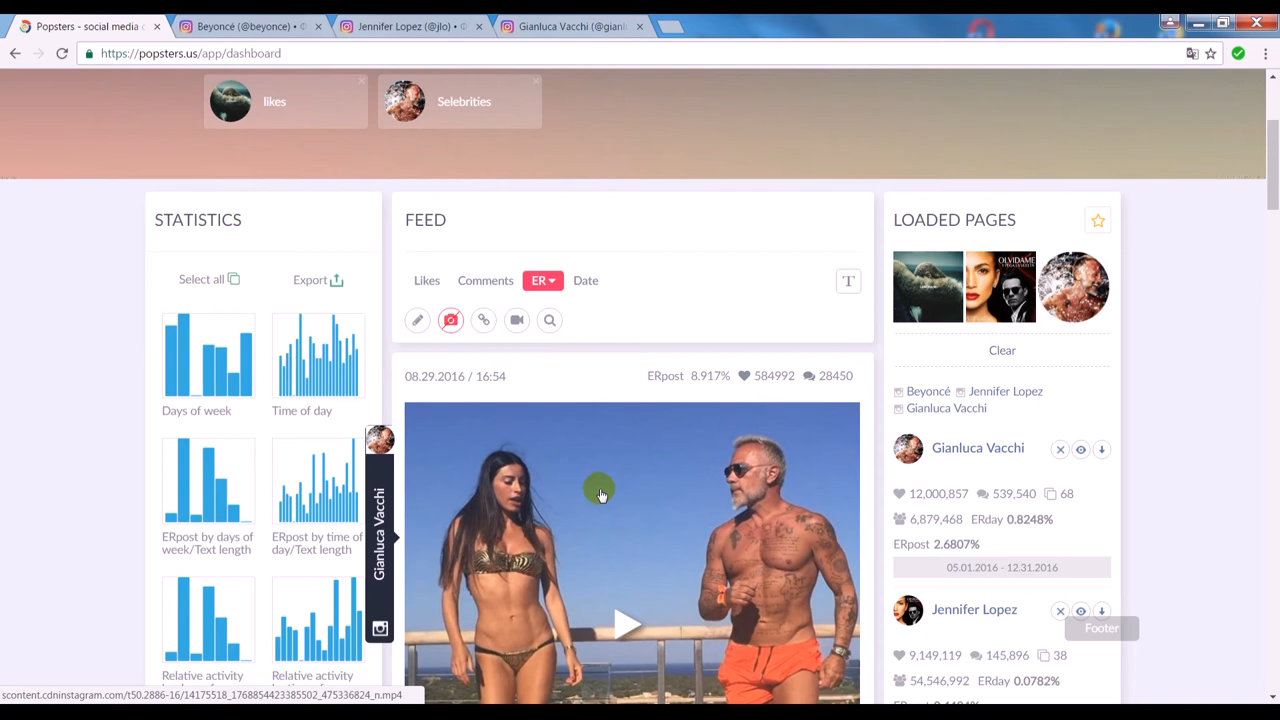 Popsters - social media c
Beyoncé (@beyonce) •
Jennifer Lopez (@jlo) •
Gianluca Vacchi (@gianl
https://popsters.us/app/dashboard
likes
Selebrities
STATISTICS
FEED
LOADED PAGES
Select all
Export
Likes
Comments
ER
Date
T
OLVIDAME
Clear
08.29.2016 / 16:54
ERpost 8.917% 584992 28450
Days of week
Time of day
Beyoncé Jennifer Lopez
Gianluca Vacchi
Gianluca Vacchi
Gianluca Vacchi
12,000,857 539,540 68
6,879,468 ERday 0.8248%
ERpost 2.6807%
05.01.2016 - 12.31.2016
ERpost by days of
week/Text length
ERpost by time of
day/Text length
Jennifer Lopez
Footer
9,149,119 145,896 38
54,546,992 ERday 0.0782%
Relative activity
Relative activity
scontent.cdninstagram.com/t50.2886-16/14175518_1768854423385502_475336824_n.mp4